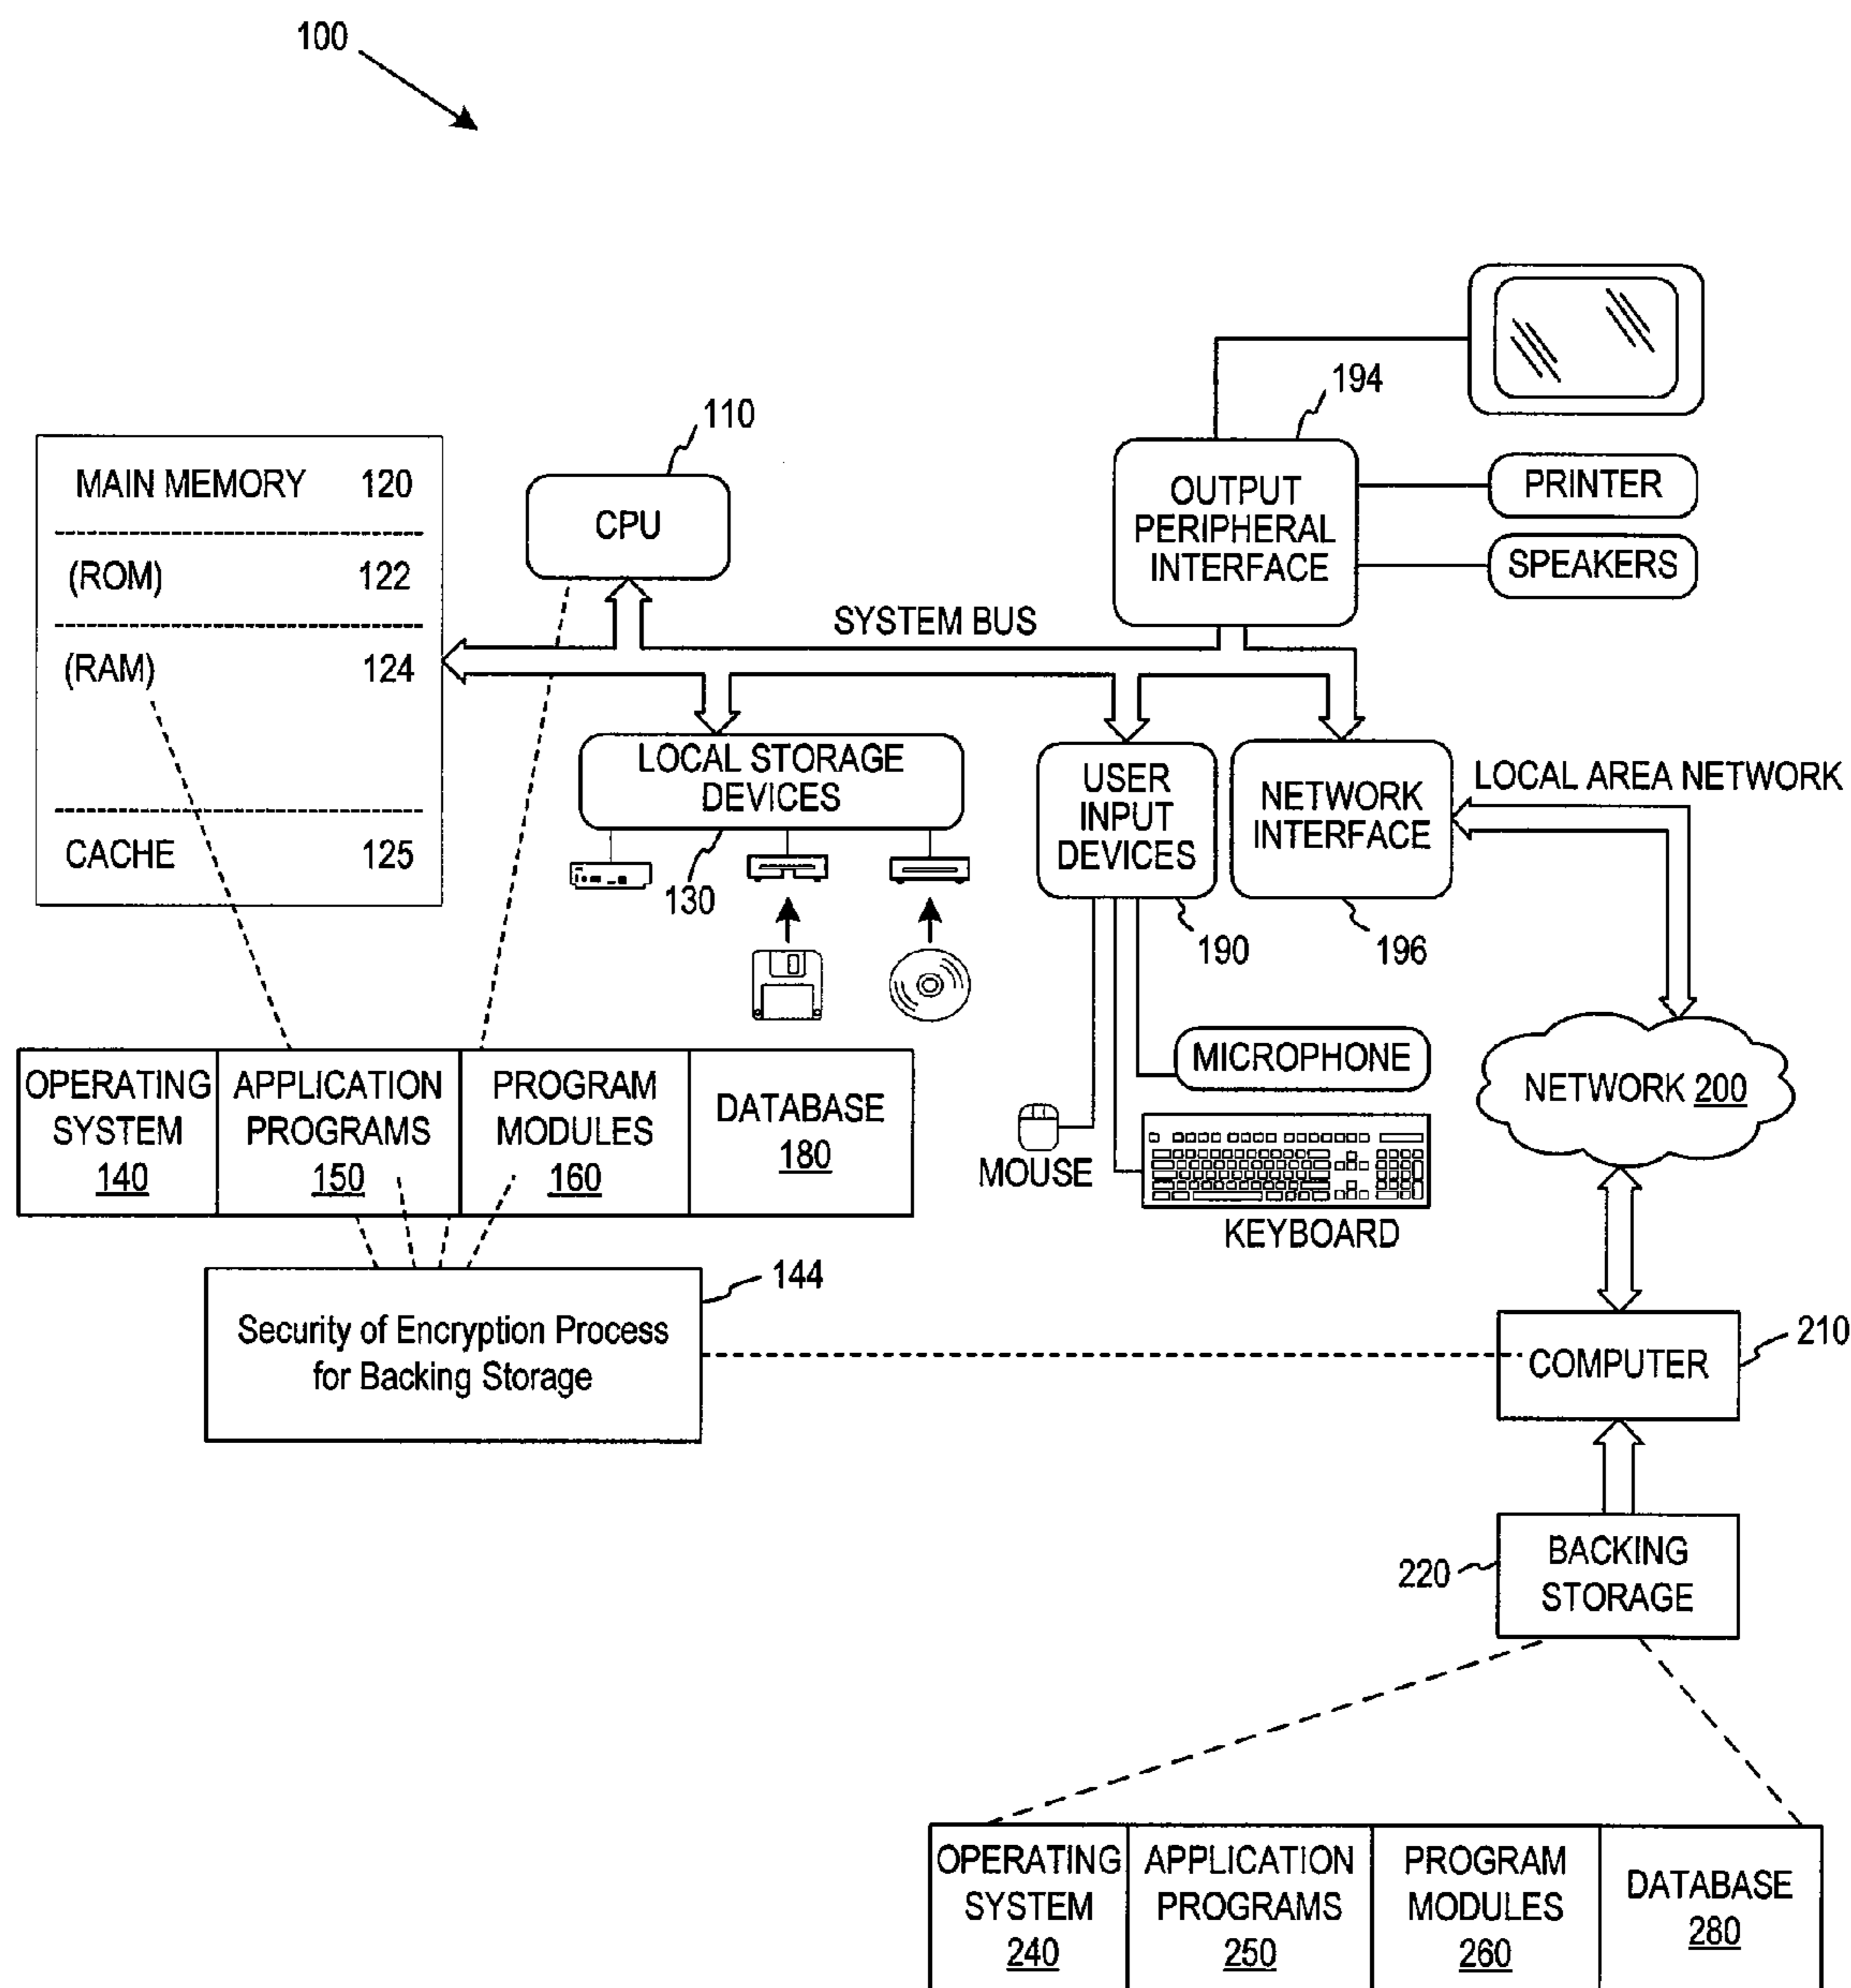 100
194
110
MAIN MEMORY 120
(ROM) 122
(RAM) 124
CACHE 125
CPU
OUTPUT
PERIPHERAL
INTERFACE
PRINTER
SPEAKERS
SYSTEM BUS
LOCAL STORAGE
DEVICES
130
USER
INPUT
DEVICES
190
NETWORK
INTERFACE
196
LOCAL AREA NETWORK
MICROPHONE
MOUSE
KEYBOARD
NETWORK 200
OPERATING
SYSTEM
140
APPLICATION
PROGRAMS
150
PROGRAM
MODULES
160
DATABASE
180
144
Security of Encryption Process
for Backing Storage
COMPUTER
210
BACKING
STORAGE
220
OPERATING
SYSTEM
240
APPLICATION
PROGRAMS
250
PROGRAM
MODULES
260
DATABASE
280